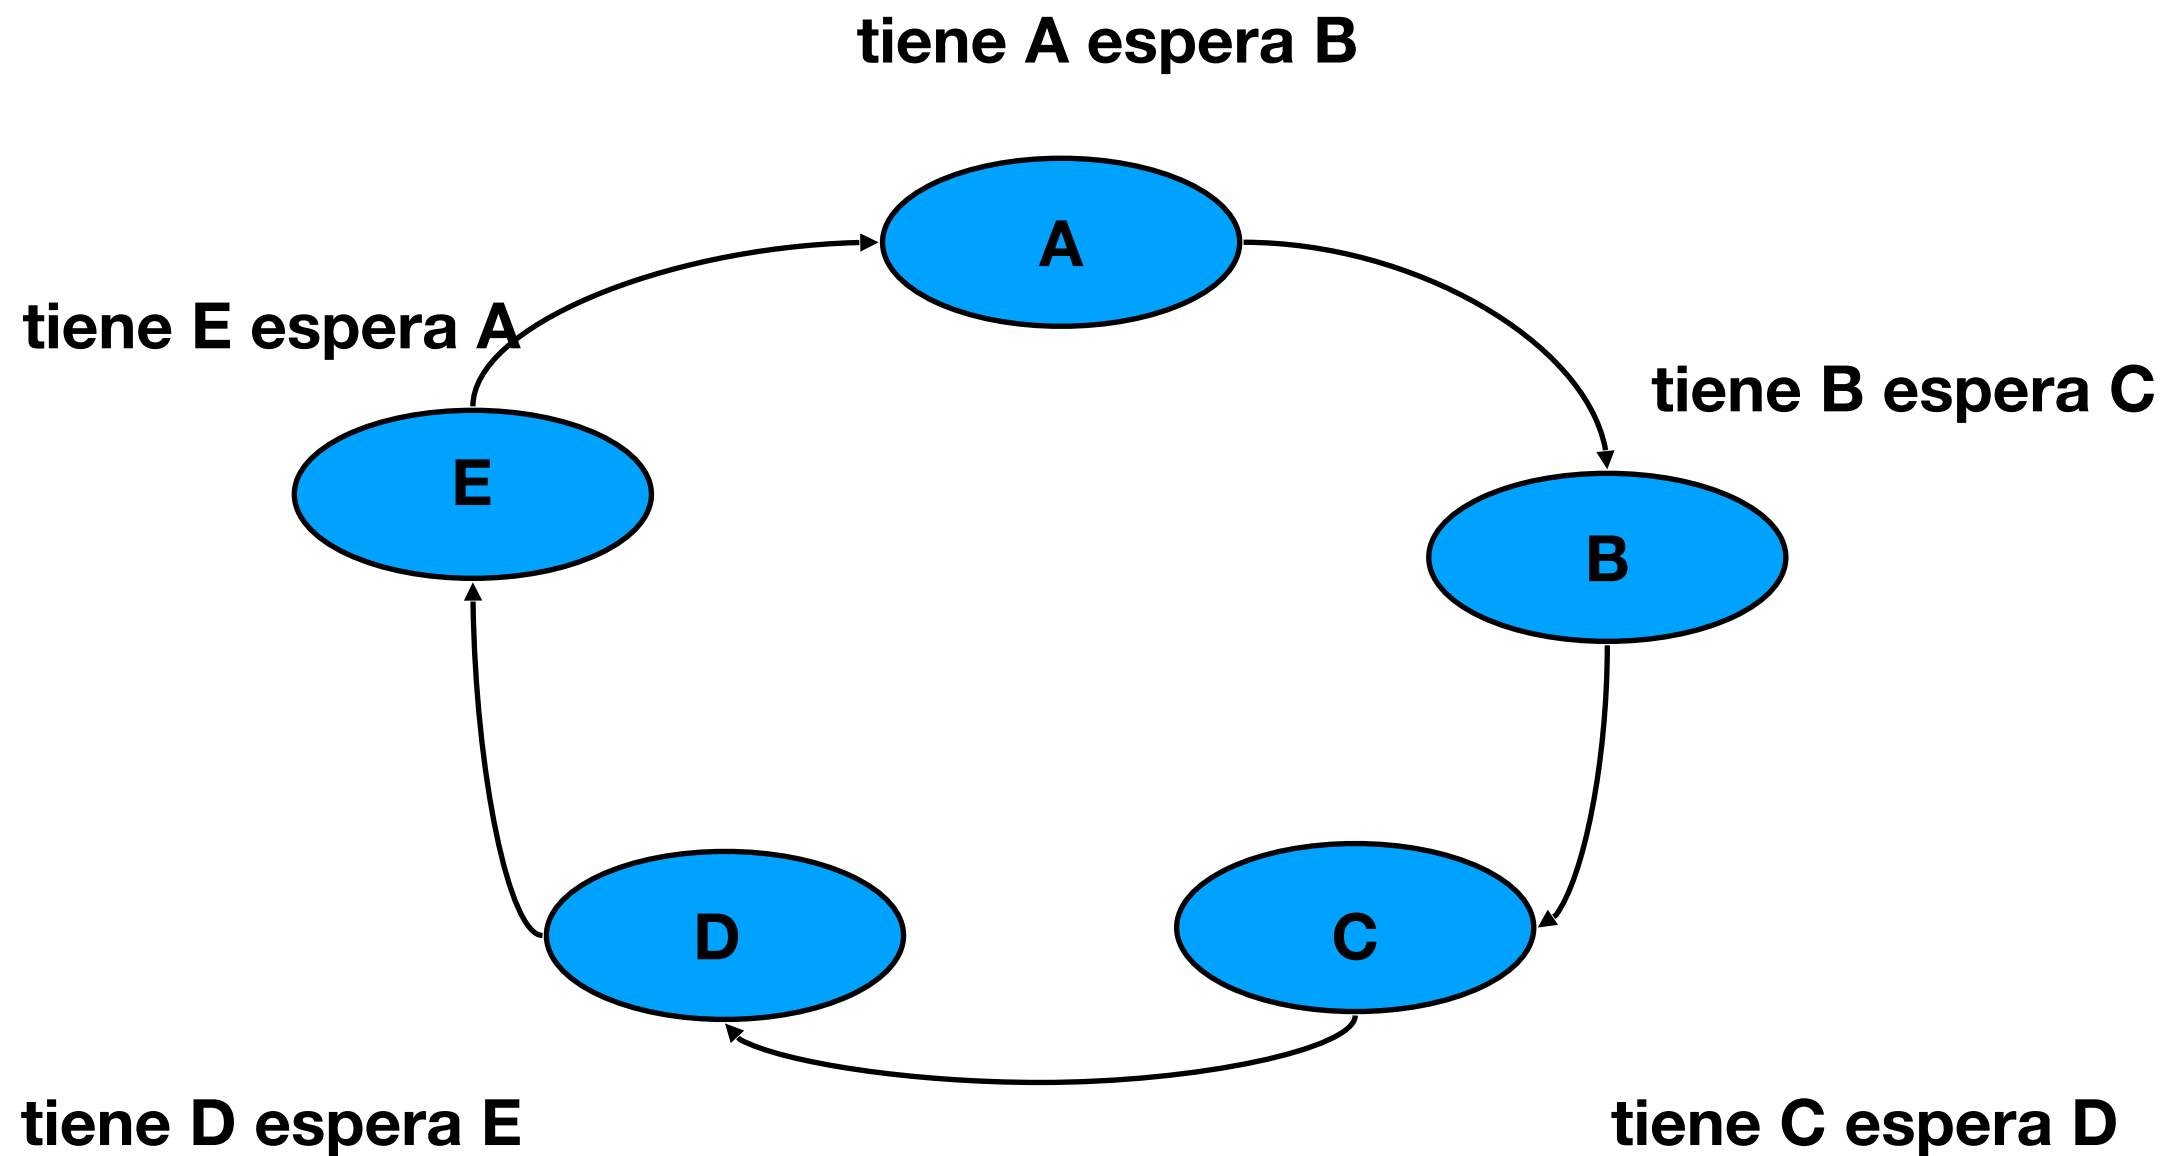 tiene A espera B
A
tiene E espera A
tiene B espera C
E
B
D
C
tiene D espera E
tiene C espera D